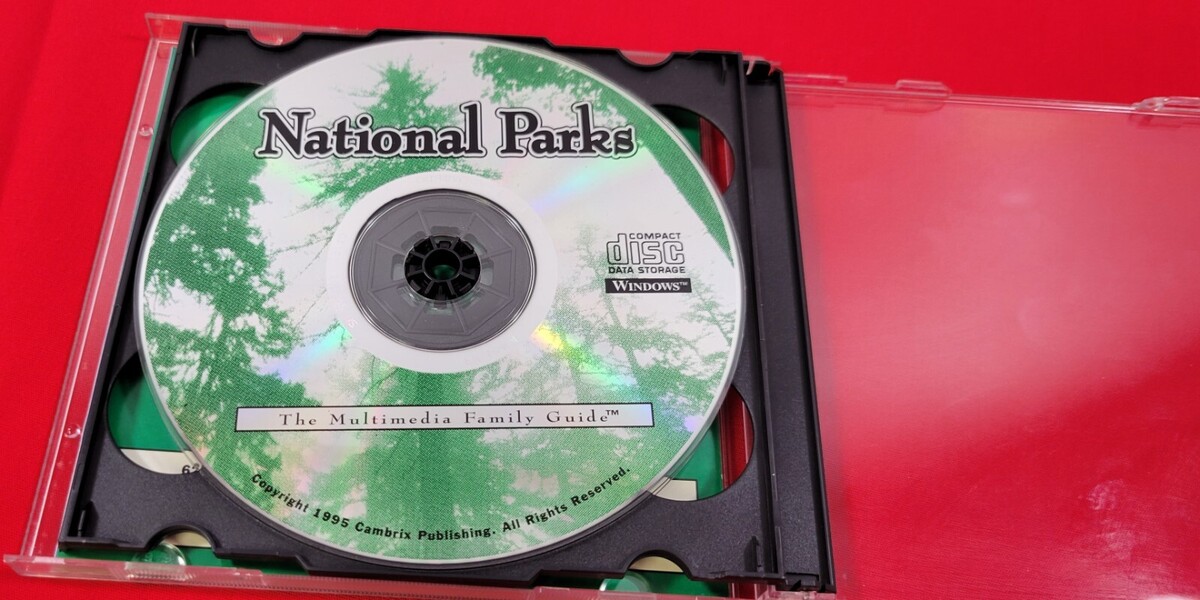 National Parks
COMPACT
disc
DATA STORAGE
WINDOWS™
The Multimedia Family Guide™
Copyright 1995 Cambrix Publishing. All Rights Reserved.